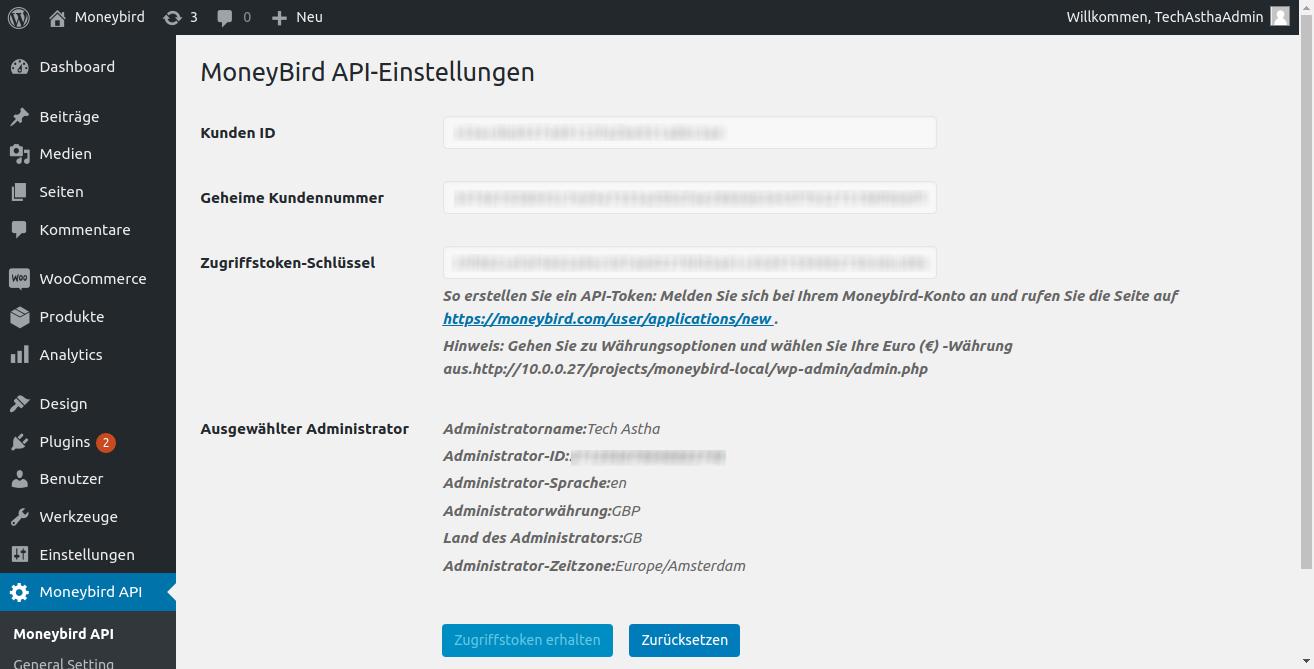 Moneybird 3 0 Neu Willkommen, TechAsthaAdmin
Dashboard
Beiträge
Medien
Seiten
Kommentare
WOO WooCommerce
Produkte
Analytics
Design
Plugins 2
Benutzer
Werkzeuge
Einstellungen
Moneybird API
Moneybird API
General Setting
MoneyBird API-Einstellungen
Kunden ID
Geheime Kundennummer
Zugriffstoken-Schlüssel
So erstellen Sie ein API-Token: Melden Sie sich bei Ihrem Moneybird-Konto an und rufen Sie die Seite auf
https://moneybird.com/user/applications/new .
Hinweis: Gehen Sie zu Währungsoptionen und wählen Sie Ihre Euro (€) -Währung
aus.http://10.0.0.27/projects/moneybird-local/wp-admin/admin.php
Ausgewählter Administrator
Administratorname:Tech Astha
Administrator-ID:
Administrator-Sprache:en
Administratorwährung:GBP
Land des Administrators:GB
Administrator-Zeitzone:Europe/Amsterdam
Zugriffstoken erhalten Zurücksetzen